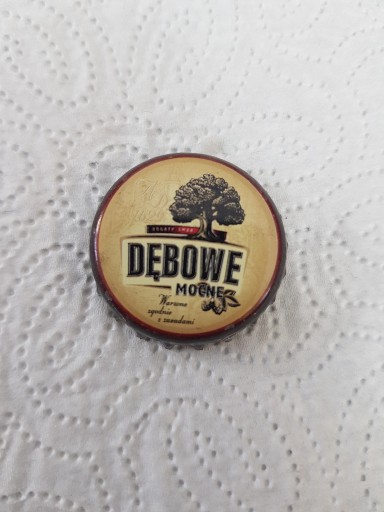 DĘBOWE
MOCNE
Warzone
zgodnie
z zasadami